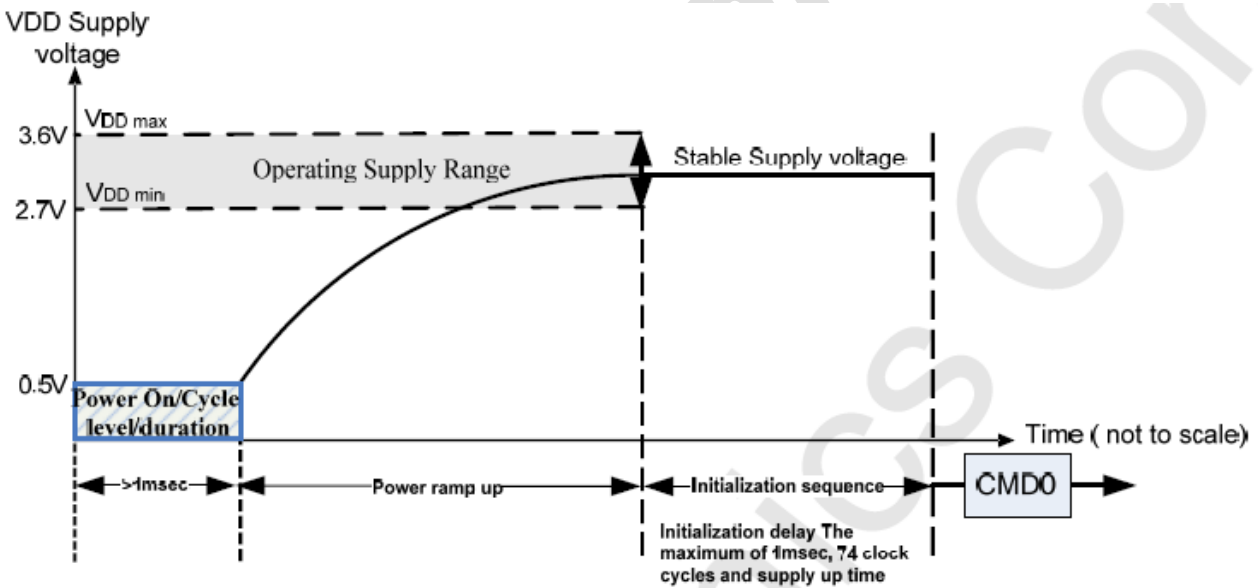 VDD Supply
voltage
3.6V
VDD max
Operating Supply Range
Stable Supply voltage
VDD min
2.7V
0.5V
Power On/Cycle
level/duration
Time ( not to scale)
>1msec
Power ramp up
Initialization sequence
CMD0
Initialization delay The
maximum of 1msec, 74 clock
cycles and supply up time